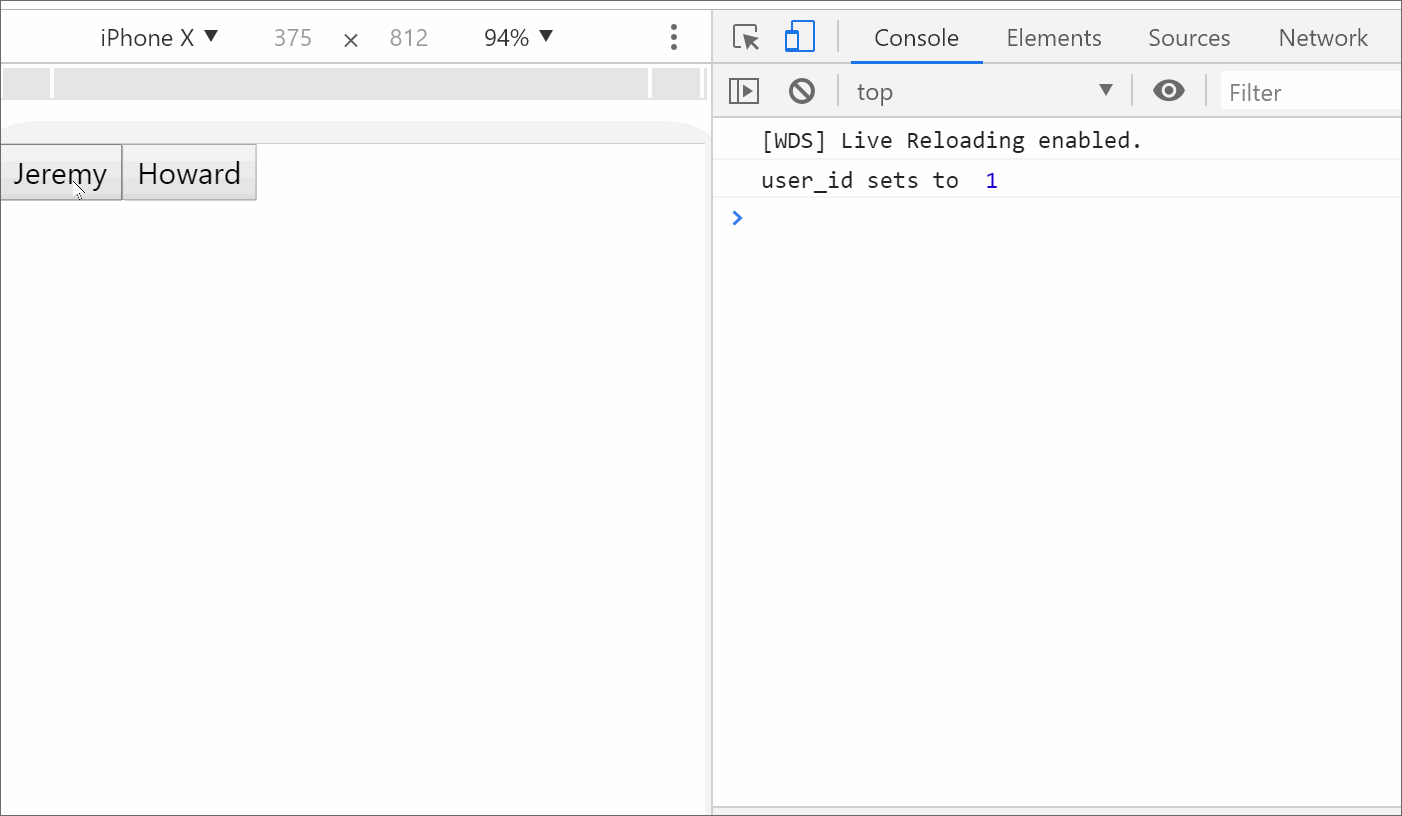 iPhone X ▼ 375 × 812 94% ▼
Console Elements Sources Network
top ▼ Filter
Jeremy Howard
[WDS] Live Reloading enabled.
user_id sets to 1
>